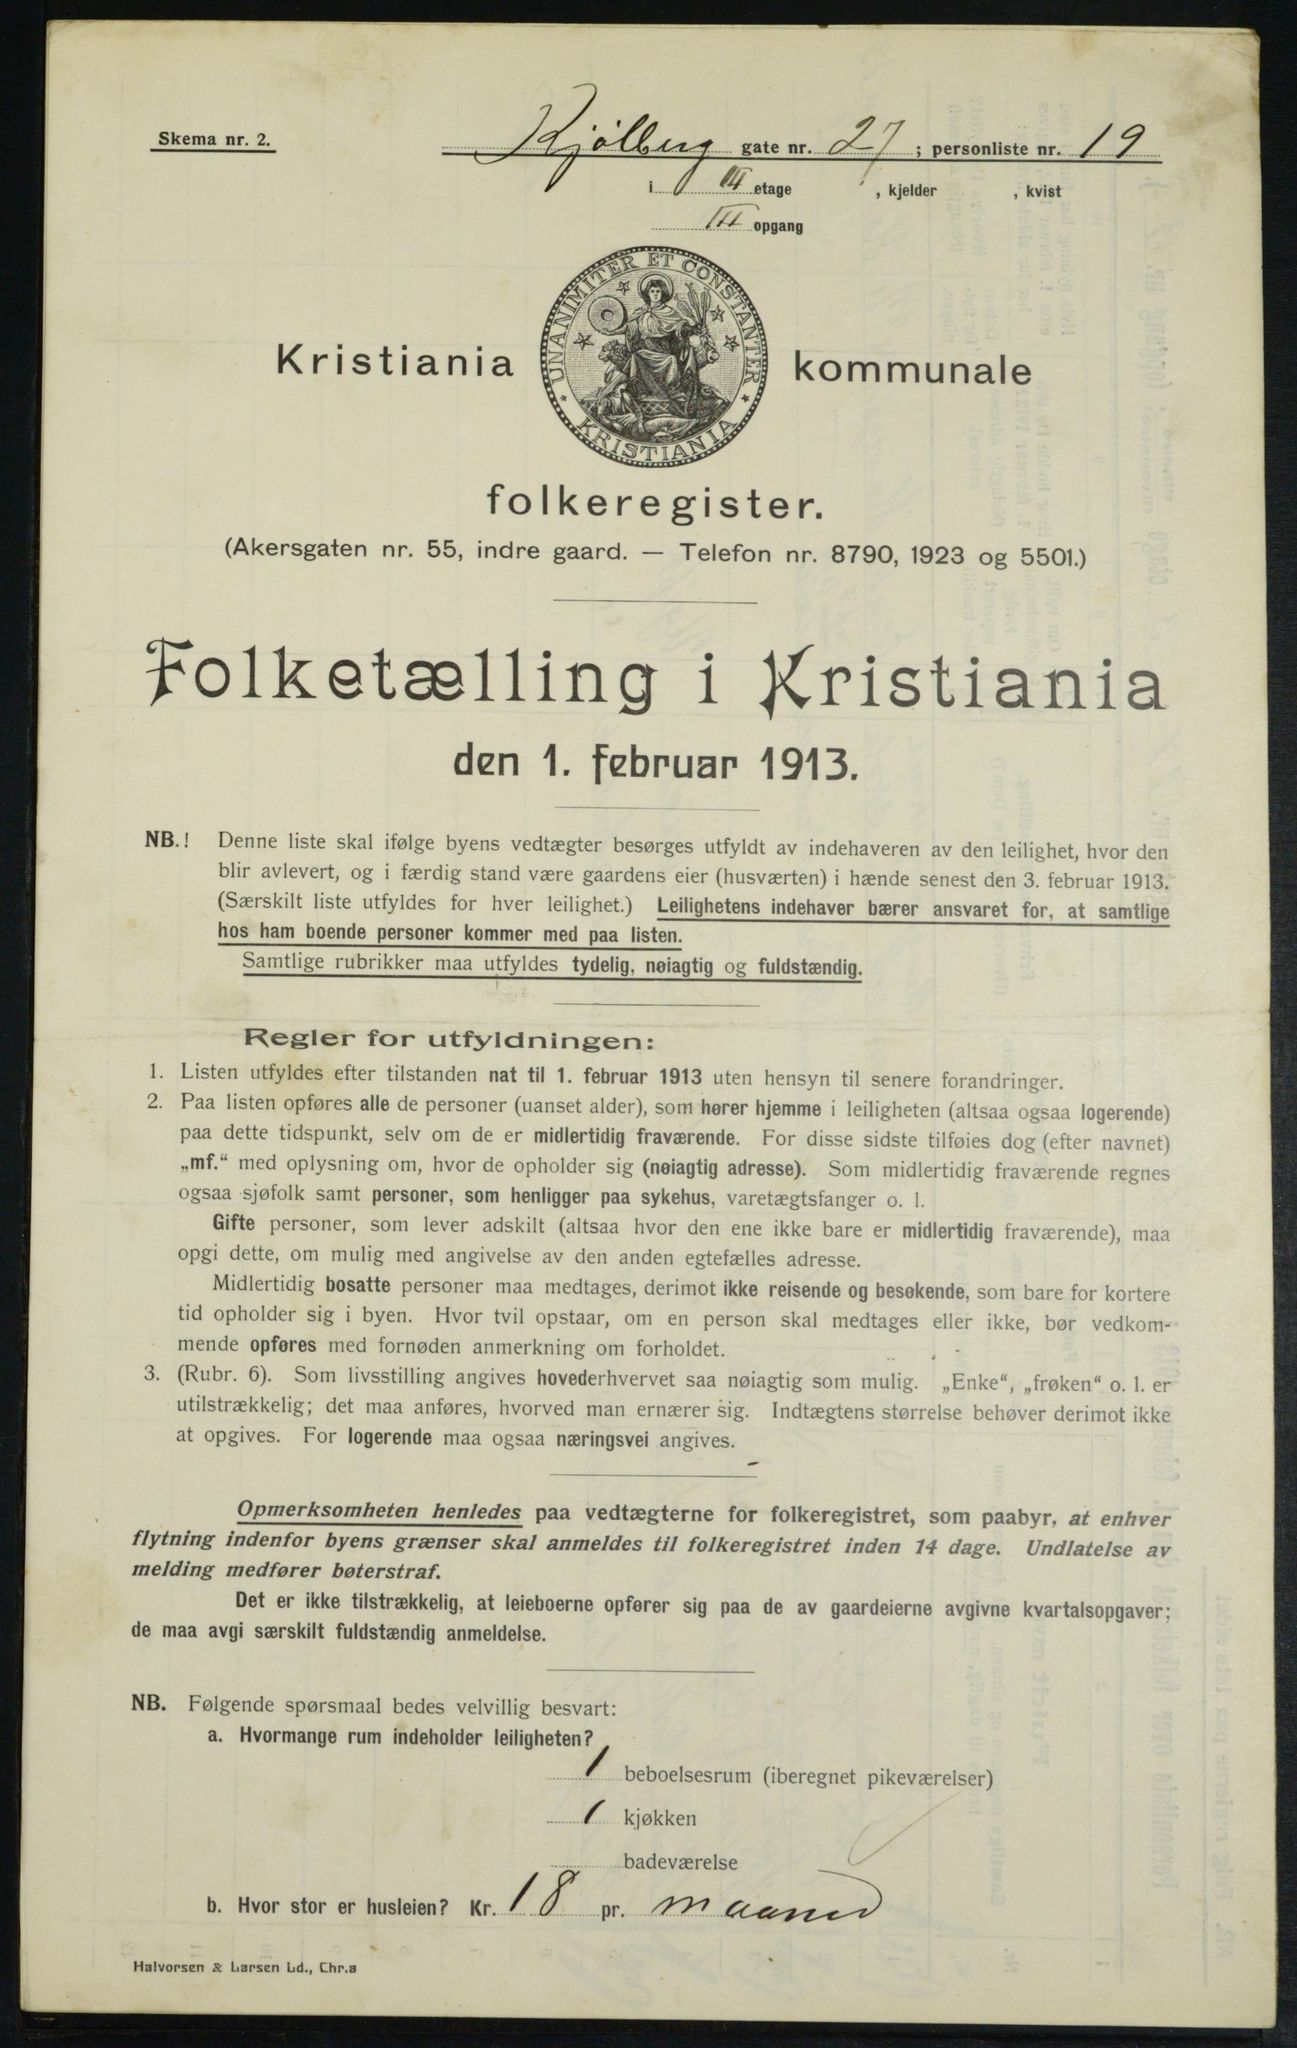 Skema nr. 2.
Kjølberg gate nr. 27; personliste nr. 19
i III etage , kjelder , kvist
III opgang
UNANIMITER ET CONSTANTER
KRISTIANIA
Kristiania kommunale
folkeregister.
(Akersgaten nr. 55, indre gaard. — Telefon nr. 8790, 1923 og 5501.)
Folketælling i Kristiania
den 1. februar 1913.
NB.! Denne liste skal ifølge byens vedtægter besørges utfyldt av indehaveren av den leilighet, hvor den
blir avlevert, og i færdig stand være gaardens eier (husværten) i hænde senest den 3. februar 1913.
(Særskilt liste utfyldes for hver leilighet.) Leilighetens indehaver bærer ansvaret for, at samtlige
hos ham boende personer kommer med paa listen.
Samtlige rubrikker maa utfyldes tydelig, nøiagtig og fuldstændig.
Regler for utfyldningen:
1. Listen utfyldes efter tilstanden nat til 1. februar 1913 uten hensyn til senere forandringer.
2. Paa listen opføres alle de personer (uanset alder), som hører hjemme i leiligheten (altsaa ogsaa logerende)
paa dette tidspunkt, selv om de er midlertidig fraværende. For disse sidste tilføies dog (efter navnet)
„mf.“ med oplysning om, hvor de opholder sig (nøiagtig adresse). Som midlertidig fraværende regnes
ogsaa sjøfolk samt personer, som henligger paa sykehus, varetægtsfanger o. l.
Gifte personer, som lever adskilt (altsaa hvor den ene ikke bare er midlertidig fraværende), maa
opgi dette, om mulig med angivelse av den anden egtefælles adresse.
Midlertidig bosatte personer maa medtages, derimot ikke reisende og besøkende, som bare for kortere
tid opholder sig i byen. Hvor tvil opstaar, om en person skal medtages eller ikke, bør vedkom-
mende opføres med fornøden anmerkning om forholdet.
3. (Rubr. 6). Som livsstilling angives hovederhvervet saa nøiagtig som mulig. „Enke“, „frøken“ o. l. er
utilstrækkelig; det maa anføres, hvorved man ernærer sig. Indtægtens størrelse behøver derimot ikke
at opgives. For logerende maa ogsaa næringsvei angives.
Opmerksomheten henledes paa vedtægterne for folkeregistret, som paabyr, at enhver
flytning indenfor byens grænser skal anmeldes til folkeregistret inden 14 dage. Undlatelse av
melding medfører bøterstraf.
Det er ikke tilstrækkelig, at leieboerne opfører sig paa de av gaardeierne avgivne kvartalsopgaver;
de maa avgi særskilt fuldstændig anmeldelse.
NB. Følgende spørsmaal bedes velvillig besvart:
a. Hvormange rum indeholder leiligheten?
1 beboelsesrum (iberegnet pikeværelser)
1 kjøkken
badeværelse
b. Hvor stor er husleien? Kr. 18 pr. maaned
Halvorsen & Larsen Ld., Chr.a